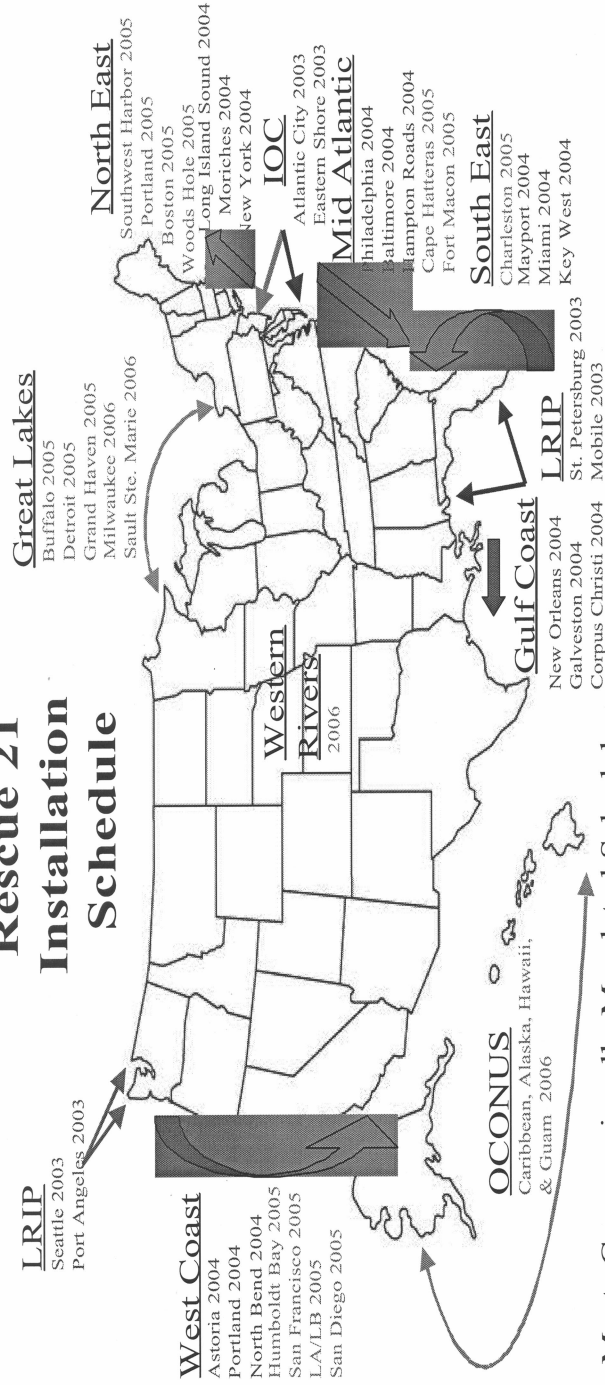 Rescue 21
Installation
Schedule
LRIP
Seattle 2003
Port Angeles 2003
West Coast
Astoria 2004
Portland 2004
North Bend 2004
Humboldt Bay 2005
San Francisco 2005
LA/LB 2005
San Diego 2005
Great Lakes
Buffalo 2005
Detroit 2005
Grand Haven 2005
Milwaukee 2006
Sault Ste. Marie 2006
North East
Southwest Harbor 2005
Portland 2005
Boston 2005
Woods Hole 2005
Long Island Sound 2004
Moriches 2004
New York 2004
IOC
Atlantic City 2003
Eastern Shore 2003
Mid Atlantic
Philadelphia 2004
Baltimore 2004
Hampton Roads 2004
Cape Hatteras 2005
Fort Macon 2005
South East
Charleston 2005
Mayport 2004
Miami 2004
Key West 2004
LRIP
St. Petersburg 2003
Mobile 2003
Gulf Coast
New Orleans 2004
Galveston 2004
Corpus Christi 2004
Western
Rivers
2006
OCONUS
Caribbean, Alaska, Hawaii,
& Guam 2006
Meets Congressionally Mandated Schedule